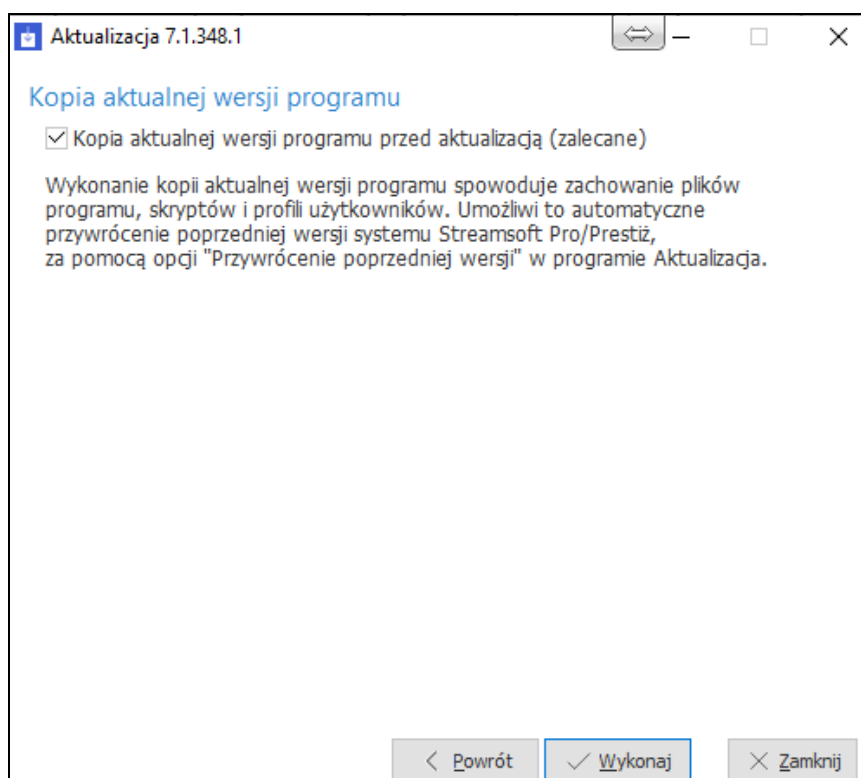 Aktualizacja 7.1.348.1
Kopia aktualnej wersji programu
Kopia aktualnej wersji programu przed aktualizacją (zalecane)
Wykonanie kopii aktualnej wersji programu spowoduje zachowanie plików
programu, skryptów i profili użytkowników. Umożliwi to automatyczne
przywrócenie poprzedniej wersji systemu Streamsoft Pro/Prestiż,
za pomocą opcji "Przywrócenie poprzedniej wersji" w programie Aktualizacja.
Powrót Wykonaj Zamknij